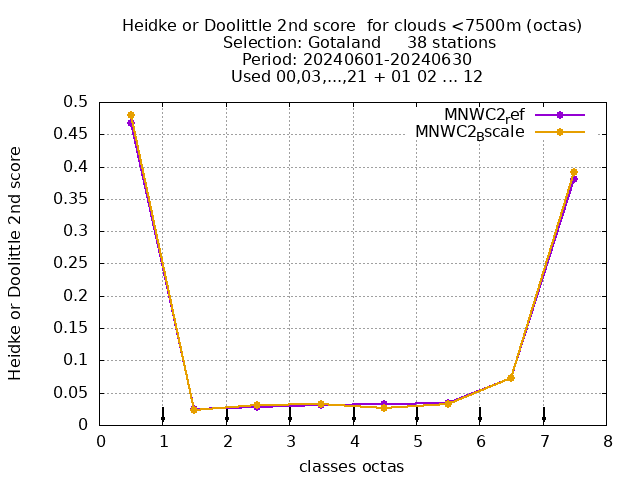 Heidke or Doolittle 2nd score  for clouds <7500m (octas)
Selection: Gotaland     38 stations
Period: 20240601-20240630
Used 00,03,...,21 + 01 02 ... 12
MNWC2ref
MNWC2Bscale
0.5
0.45
0.4
0.35
0.3
0.25
0.2
0.15
0.1
0.05
0
Heidke or Doolittle 2nd score
0 1 2 3 4 5 6 7 8
classes octas